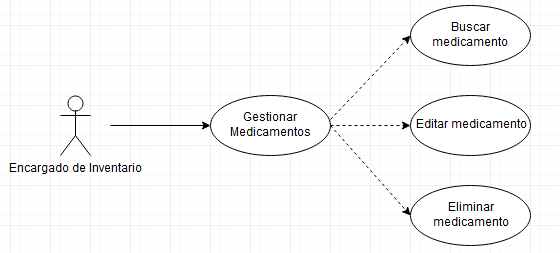 Buscar
medicamento
Gestionar
Medicamentos
Editar medicamento
Encargado de Inventario
Eliminar
medicamento